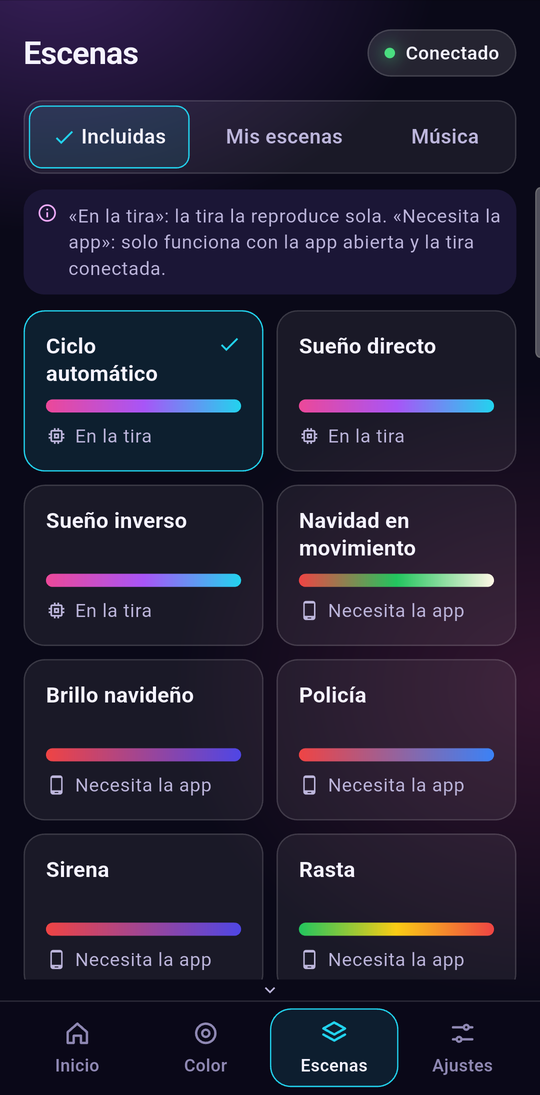 Escenas
Conectado
Incluidas
Mis escenas
Música
«En la tira»: la tira la reproduce sola. «Necesita la
app»: solo funciona con la app abierta y la tira
conectada.
Ciclo
automático
En la tira
Sueño directo
En la tira
Sueño inverso
En la tira
Navidad en
movimiento
Necesita la app
Brillo navideño
Necesita la app
Policía
Necesita la app
Sirena
Necesita la app
Rasta
Necesita la app
Inicio
Color
Escenas
Ajustes